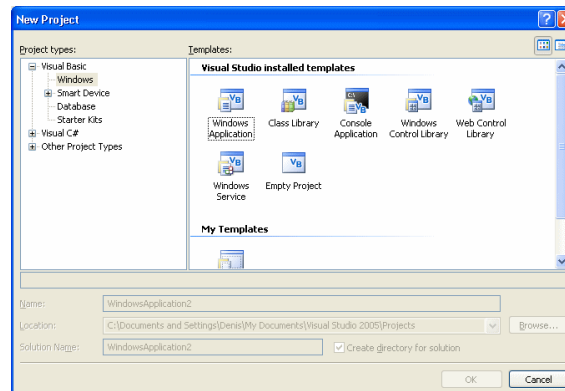 New Project
Project types:
Templates:
Visual Basic
Windows
Smart Device
Database
Starter Kits
Visual C#
Other Project Types
Visual Studio installed templates
Windows
Application
Class Library
Console
Application
Windows
Control Library
Web Control
Library
Windows
Service
Empty Project
My Templates
Name:
WindowsApplication2
Location:
C:\Documents and Settings\Denis\My Documents\Visual Studio 2005\Projects
Browse...
Solution Name:
WindowsApplication2
Create directory for solution
OK
Cancel